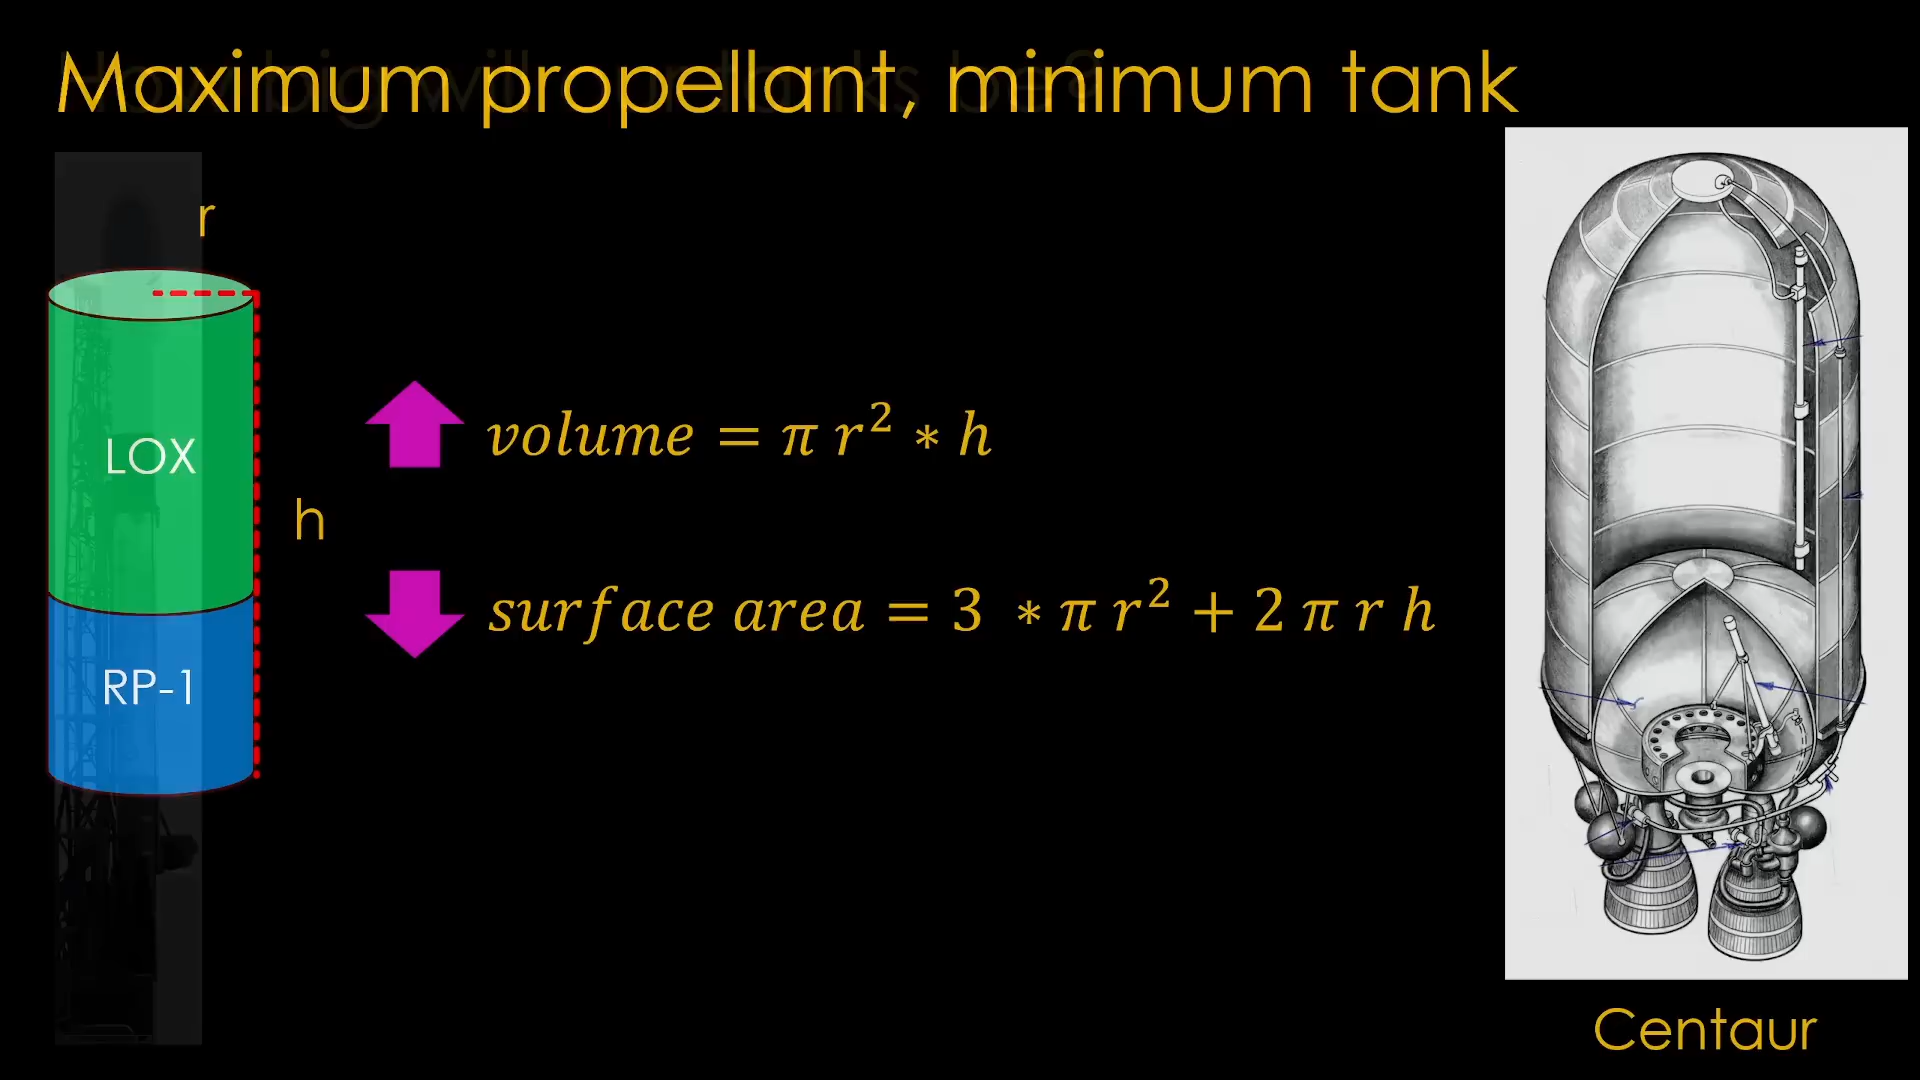 Maximum propellant, minimum tank
r
LOX
h
RP-1
volume = π r² * h
surface area = 3 * π r² + 2 π r h
Centaur